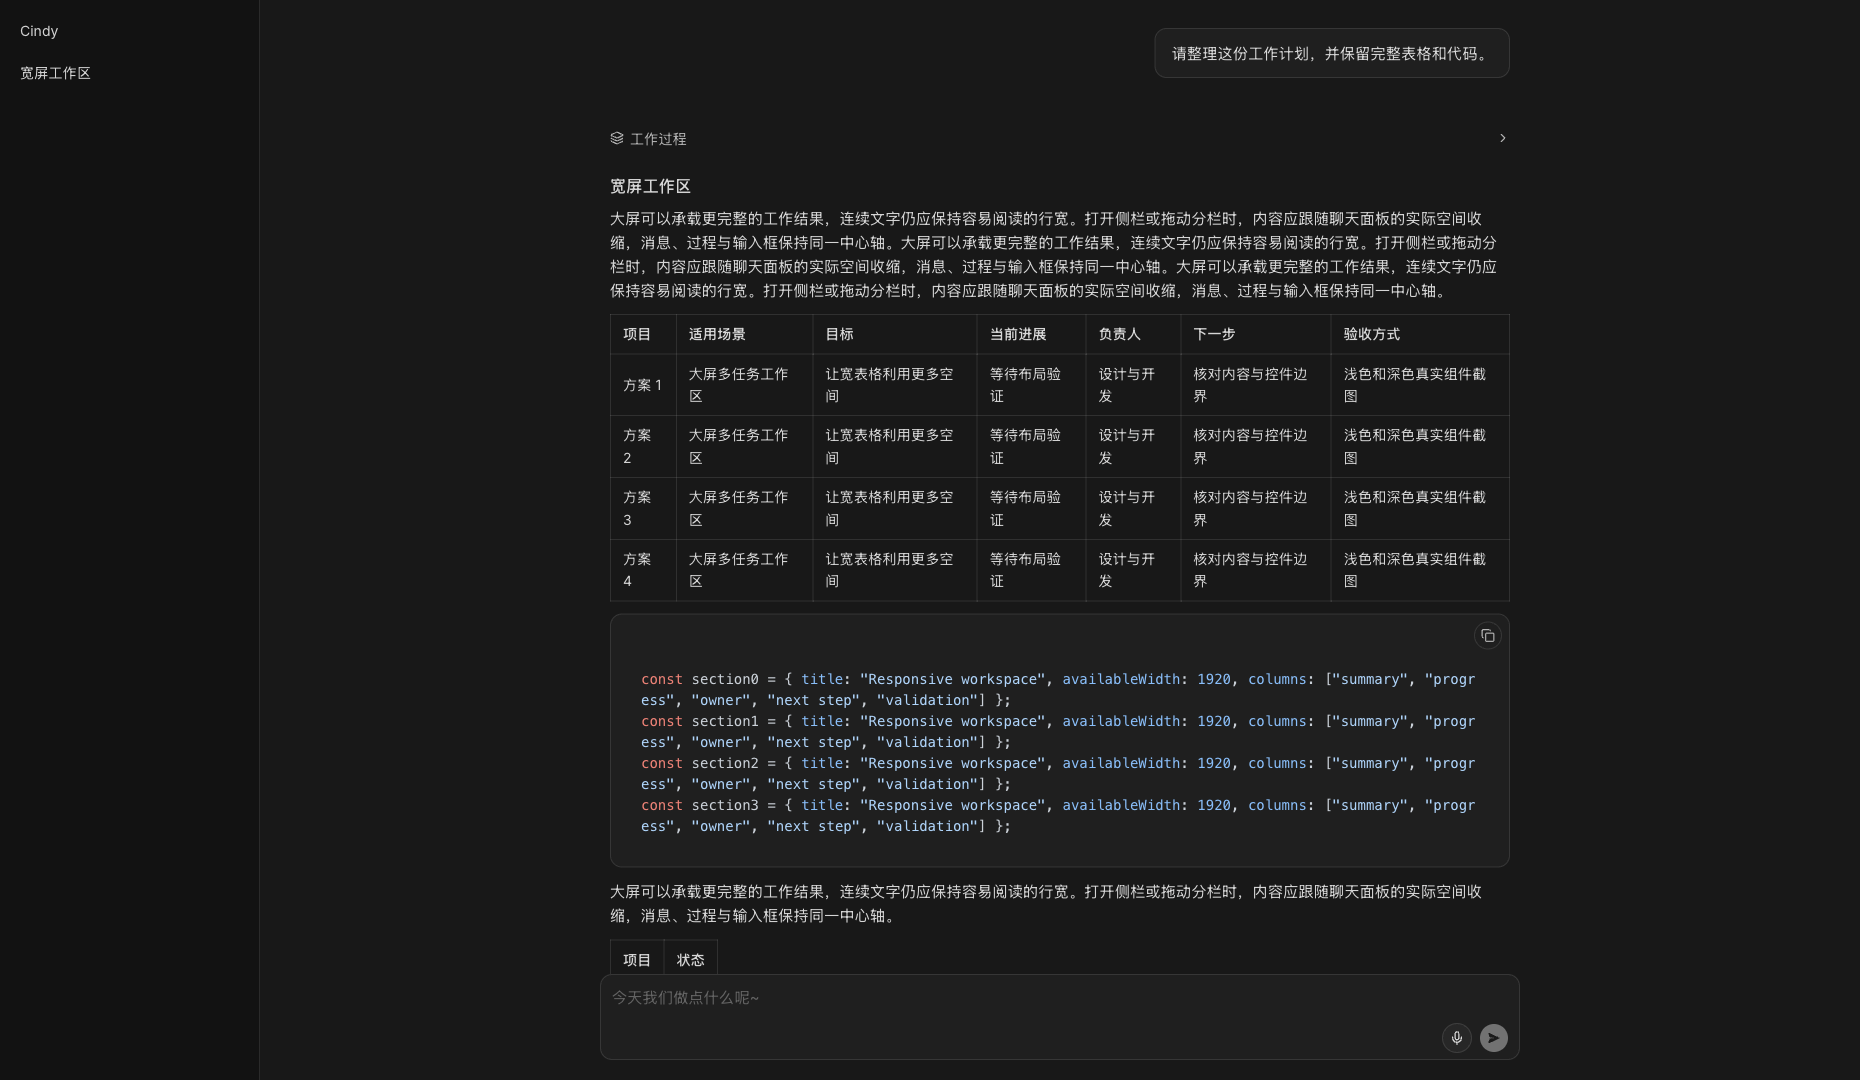 Cindy
宽屏工作区
请整理这份工作计划，并保留完整表格和代码。
工作过程
宽屏工作区
大屏可以承载更完整的工作结果，连续文字仍应保持容易阅读的行宽。打开侧栏或拖动分栏时，内容应跟随聊天面板的实际空间收
缩，消息、过程与输入框保持同一中心轴。大屏可以承载更完整的工作结果，连续文字仍应保持容易阅读的行宽。打开侧栏或拖动分
栏时，内容应跟随聊天面板的实际空间收缩，消息、过程与输入框保持同一中心轴。大屏可以承载更完整的工作结果，连续文字仍应
保持容易阅读的行宽。打开侧栏或拖动分栏时，内容应跟随聊天面板的实际空间收缩，消息、过程与输入框保持同一中心轴。
项目 适用场景 目标 当前进展 负责人 下一步 验收方式
方案 1 大屏多任务工作 让宽表格利用更多空 等待布局验 设计与开 核对内容与控件边 浅色和深色真实组件截
区 间 证 发 界 图
方案 大屏多任务工作 让宽表格利用更多空 等待布局验 设计与开 核对内容与控件边 浅色和深色真实组件截
2 区 间 证 发 界 图
方案 大屏多任务工作 让宽表格利用更多空 等待布局验 设计与开 核对内容与控件边 浅色和深色真实组件截
3 区 间 证 发 界 图
方案 大屏多任务工作 让宽表格利用更多空 等待布局验 设计与开 核对内容与控件边 浅色和深色真实组件截
4 区 间 证 发 界 图
const section0 = { title: "Responsive workspace", availableWidth: 1920, columns: ["summary", "progr
ess", "owner", "next step", "validation"] };
const section1 = { title: "Responsive workspace", availableWidth: 1920, columns: ["summary", "progr
ess", "owner", "next step", "validation"] };
const section2 = { title: "Responsive workspace", availableWidth: 1920, columns: ["summary", "progr
ess", "owner", "next step", "validation"] };
const section3 = { title: "Responsive workspace", availableWidth: 1920, columns: ["summary", "progr
ess", "owner", "next step", "validation"] };
大屏可以承载更完整的工作结果，连续文字仍应保持容易阅读的行宽。打开侧栏或拖动分栏时，内容应跟随聊天面板的实际空间收
缩，消息、过程与输入框保持同一中心轴。
项目 状态
今天我们做点什么呢~